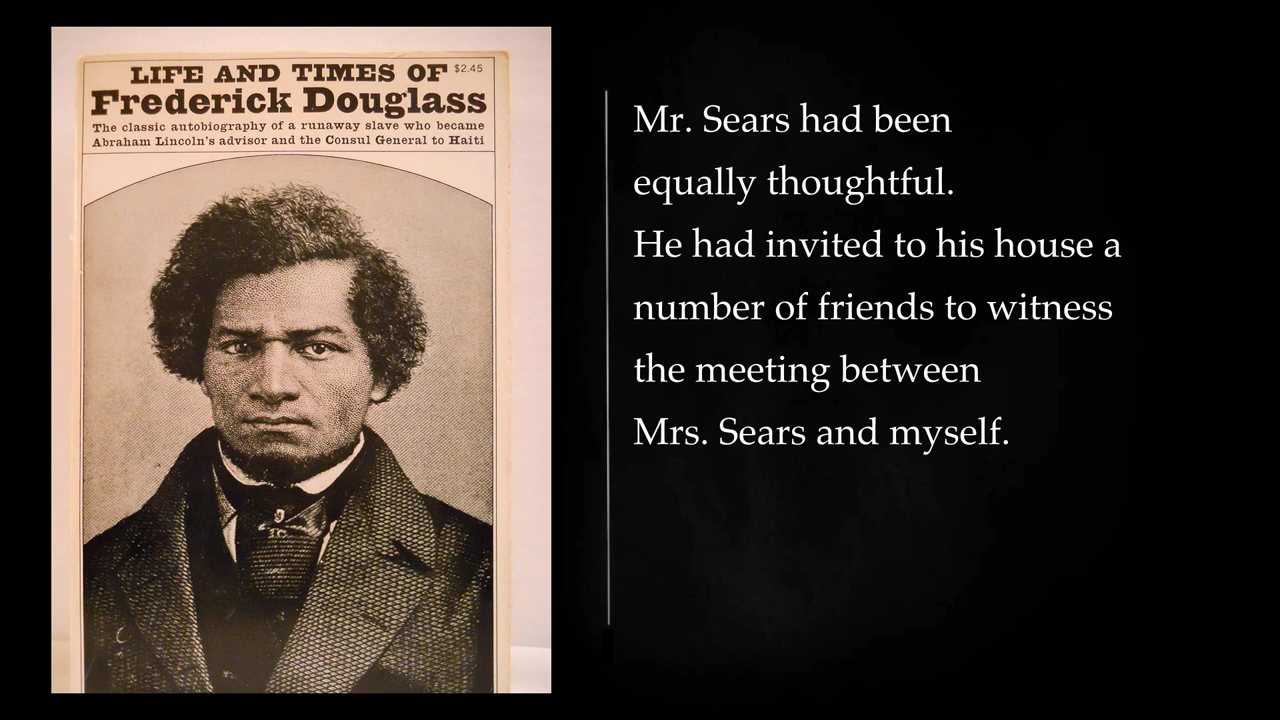 LIFE AND TIMES OF $2.45
Frederick Douglass
The classic autobiography of a runaway slave who became
Abraham Lincoln's advisor and the Consul General to Haiti
Mr. Sears had been
equally thoughtful.
He had invited to his house a
number of friends to witness
the meeting between
Mrs. Sears and myself.